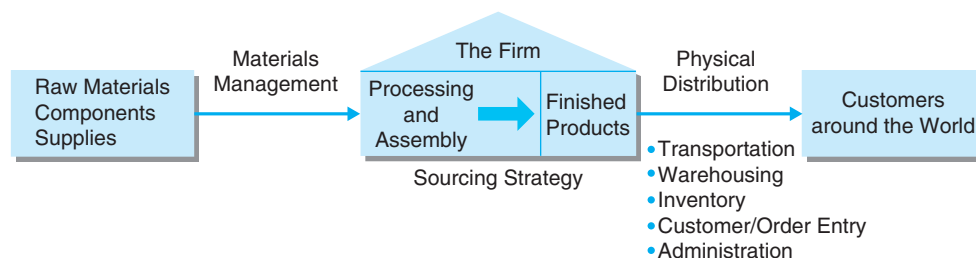 Raw Materials
Components
Supplies
Materials
Management
The Firm
Processing
and
Assembly
Finished
Products
Sourcing Strategy
Physical
Distribution
•Transportation
•Warehousing
•Inventory
•Customer/Order Entry
•Administration
Customers
around the World